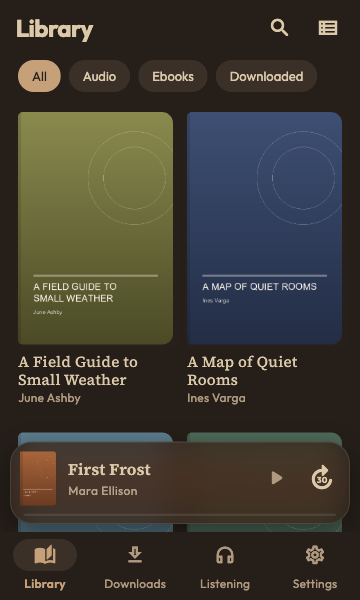 Library
All
Audio
Ebooks
Downloaded
A FIELD GUIDE TO
SMALL WEATHER
June Ashby
A MAP OF QUIET ROOMS
Ines Varga
A Field Guide to
Small Weather
June Ashby
A Map of Quiet
Rooms
Ines Varga
First Frost
Mara Ellison
30
Library
Downloads
Listening
Settings